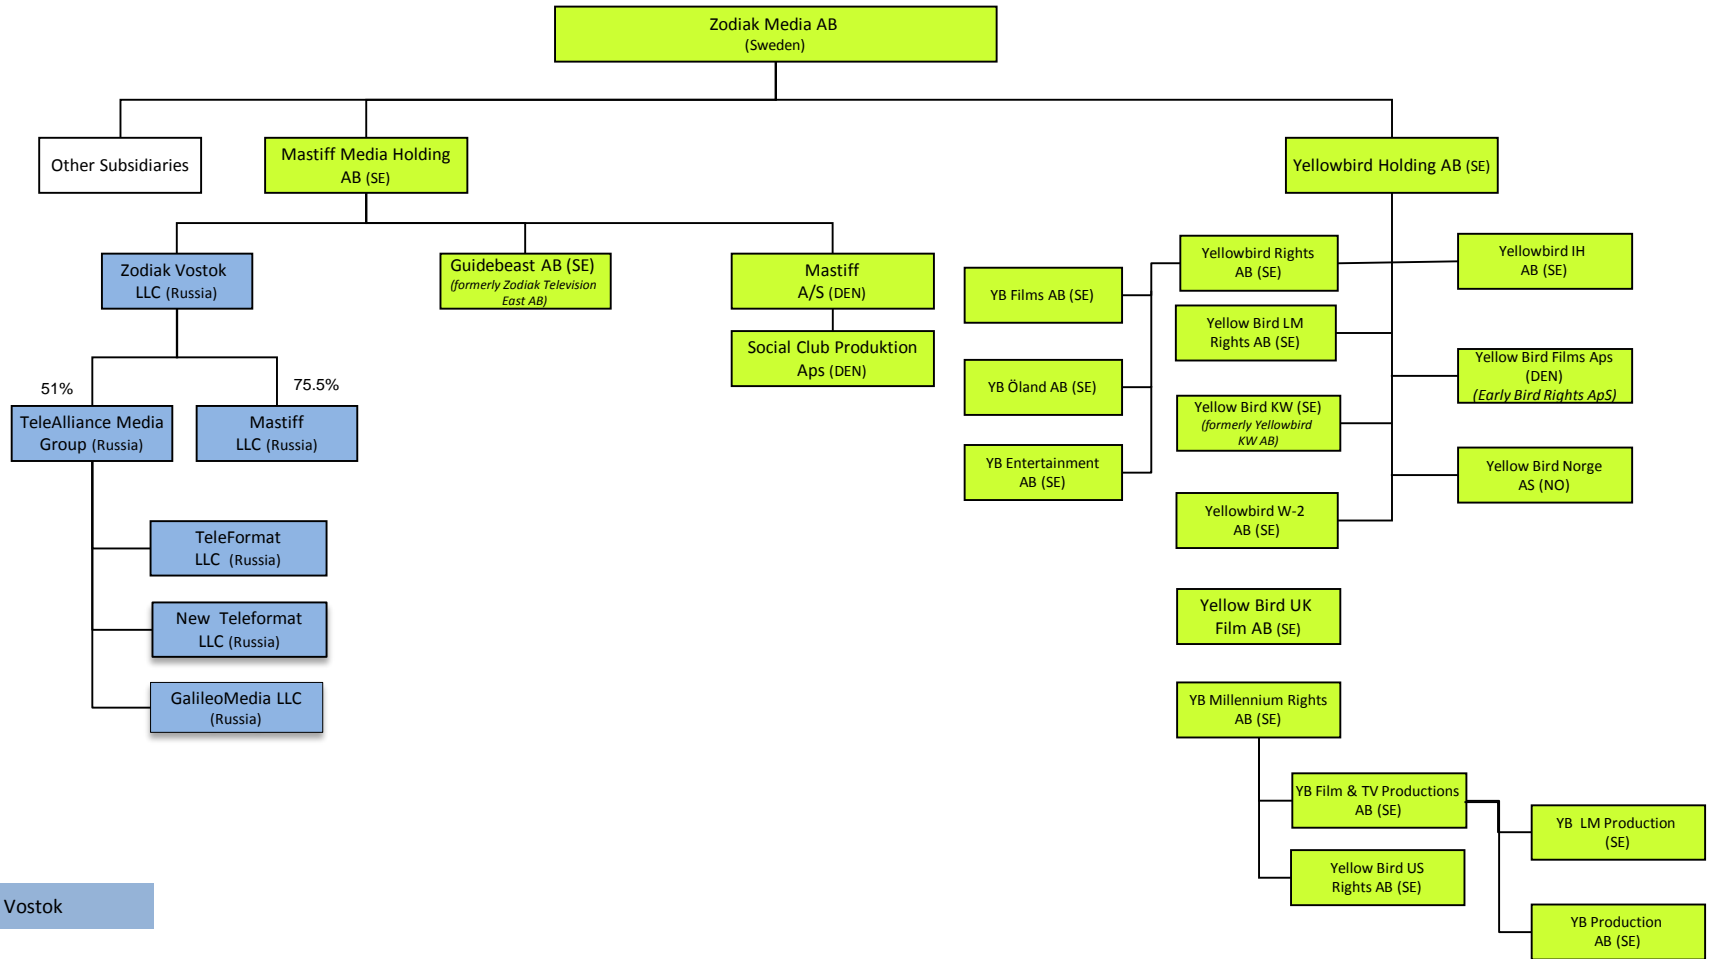 Zodiak Media AB
(Sweden)
Other Subsidiaries
Mastiff Media Holding
AB (SE)
Yellowbird Holding AB (SE)
Zodiak Vostok
LLC (Russia)
Guidebeast AB (SE)
(formerly Zodiak Television
East AB)
Mastiff
A/S (DEN)
Social Club Produktion
Aps (DEN)
51%
75.5%
TeleAlliance Media
Group (Russia)
Mastiff
LLC (Russia)
TeleFormat
LLC (Russia)
New Teleformat
LLC (Russia)
GalileoMedia LLC
(Russia)
YB Films AB (SE)
YB Öland AB (SE)
YB Entertainment
AB (SE)
Yellowbird Rights
AB (SE)
Yellow Bird LM
Rights AB (SE)
Yellow Bird KW (SE)
(formerly Yellowbird
KW AB)
Yellowbird W-2
AB (SE)
Yellowbird IH
AB (SE)
Yellow Bird Films Aps
(DEN)
(Early Bird Rights ApS)
Yellow Bird Norge
AS (NO)
Yellow Bird UK
Film AB (SE)
YB Millennium Rights
AB (SE)
YB Film & TV Productions
AB (SE)
Yellow Bird US
Rights AB (SE)
YB LM Production
(SE)
YB Production
AB (SE)
Vostok